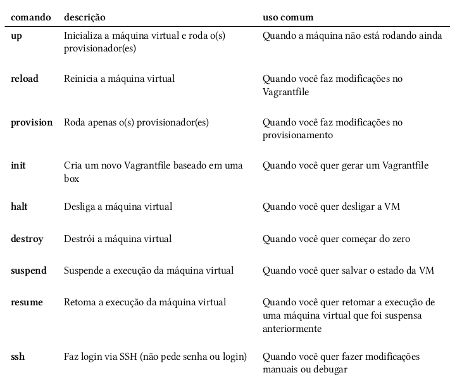 comando descrição uso comum
up Inicializa a máquina virtual e roda o(s) Quando a máquina não está rodando ainda
provisionador(es)
reload Reinicia a máquina virtual Quando você faz modificações no
Vagrantfile
provision Roda apenas o(s) provisionador(es) Quando você faz modificações no
provisionamento
init Cria um novo Vagrantfile baseado em uma Quando você quer gerar um Vagrantfile
box
halt Desliga a máquina virtual Quando você quer desligar a VM
destroy Destrói a máquina virtual Quando você quer começar do zero
suspend Suspende a execução da máquina virtual Quando você quer salvar o estado da VM
resume Retoma a execução da máquina virtual Quando você quer retomar a execução de
uma máquina virtual que foi suspensa
anteriormente
ssh Faz login via SSH (não pede senha ou login) Quando você quer fazer modificações
manuais ou debugar